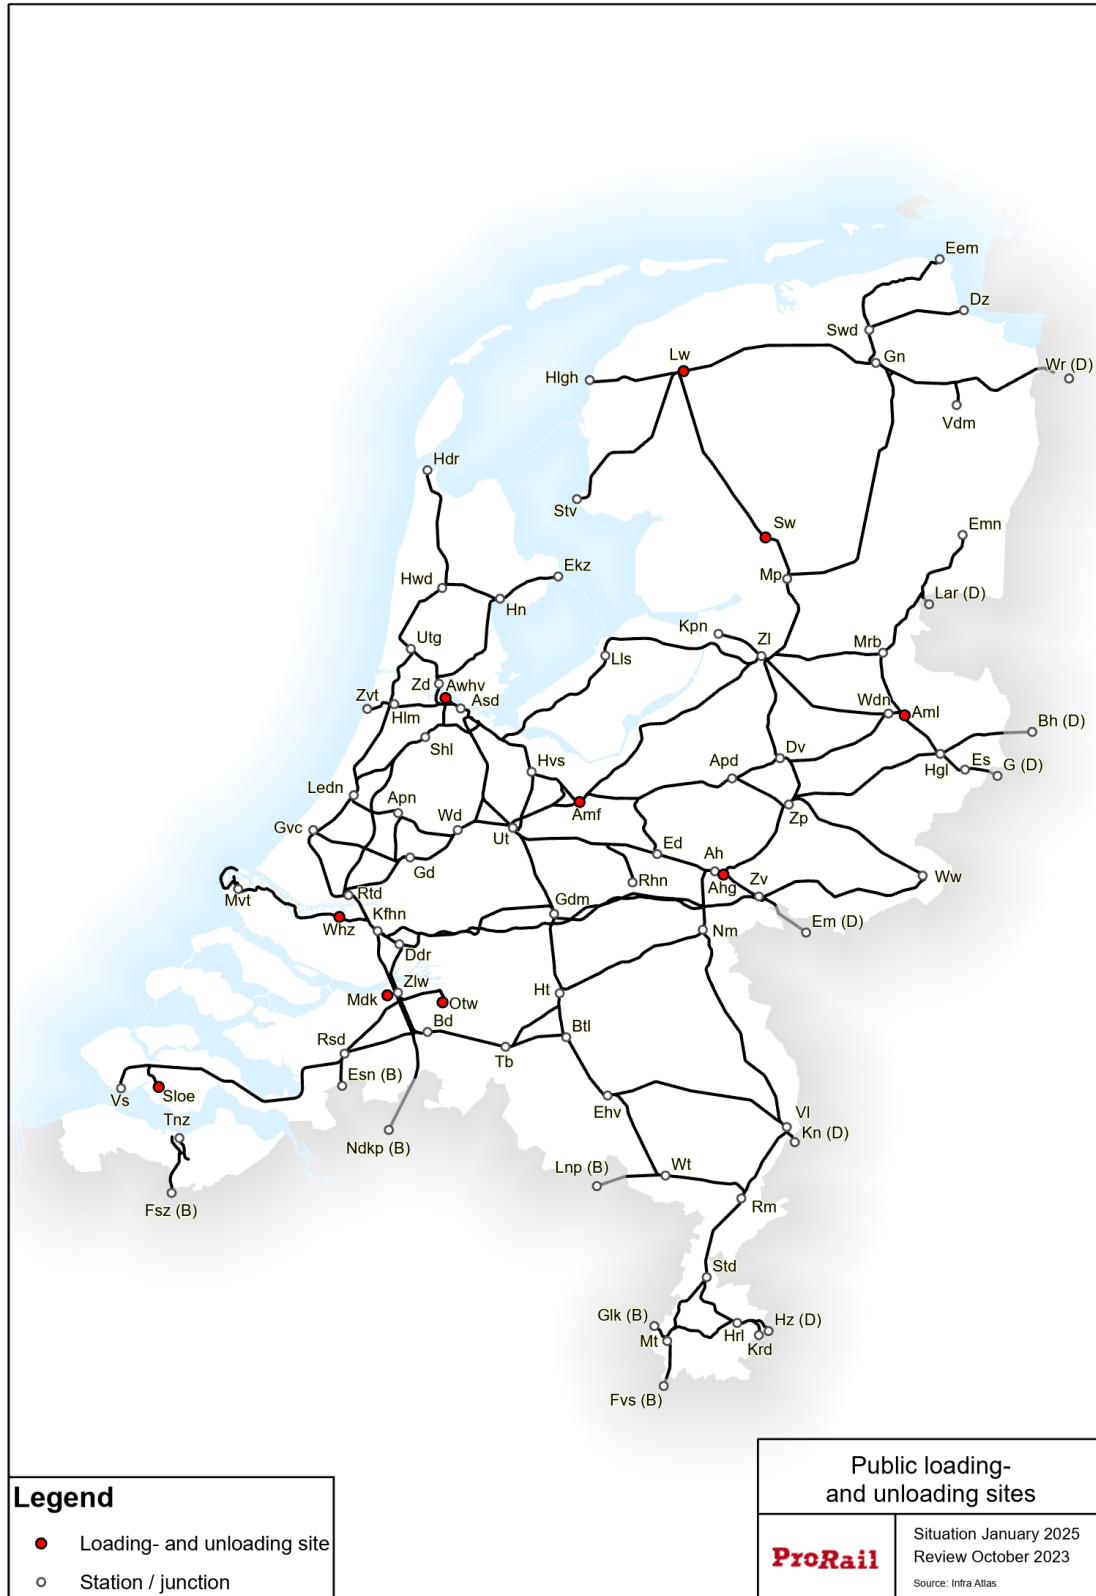 Eem
Dz
Swd
Gn
Lw
Wr (D)
Hlgh
Vdm
Hdr
Stv
Sw
Emn
Ekz
Mp
Hwd
Lar (D)
Hn
Kpn
Utg
Zl
Mrb
Lls
Zd
Awhv
Zvt
Asd
Wdn
Aml
Hlm
Bh (D)
Shl
Hvs
Dv
Apd
Hgl
Es
G (D)
Ledn
Apn
Amf
Wd
Zp
Gvc
Ut
Ed
Ah
Gd
Rhn
Ahg
Zv
Ww
Mvt
Rtd
Kfhn
Gdm
Whz
Em (D)
Nm
Ddr
Zlw
Mdk
Otw
Ht
Bd
Btl
Rsd
Tb
Esn (B)
Vs
Sloe
Ehv
Tnz
Vl
Kn (D)
Ndkp (B)
Lnp (B)
Wt
Fsz (B)
Rm
Std
Glk (B)
Hz (D)
Hrl
Mt
Krd
Fvs (B)
Legend
Loading- and unloading site
Station / junction
Public loading-
and unloading sites
ProRail
Situation January 2025
Review October 2023
Source: Infra Atlas